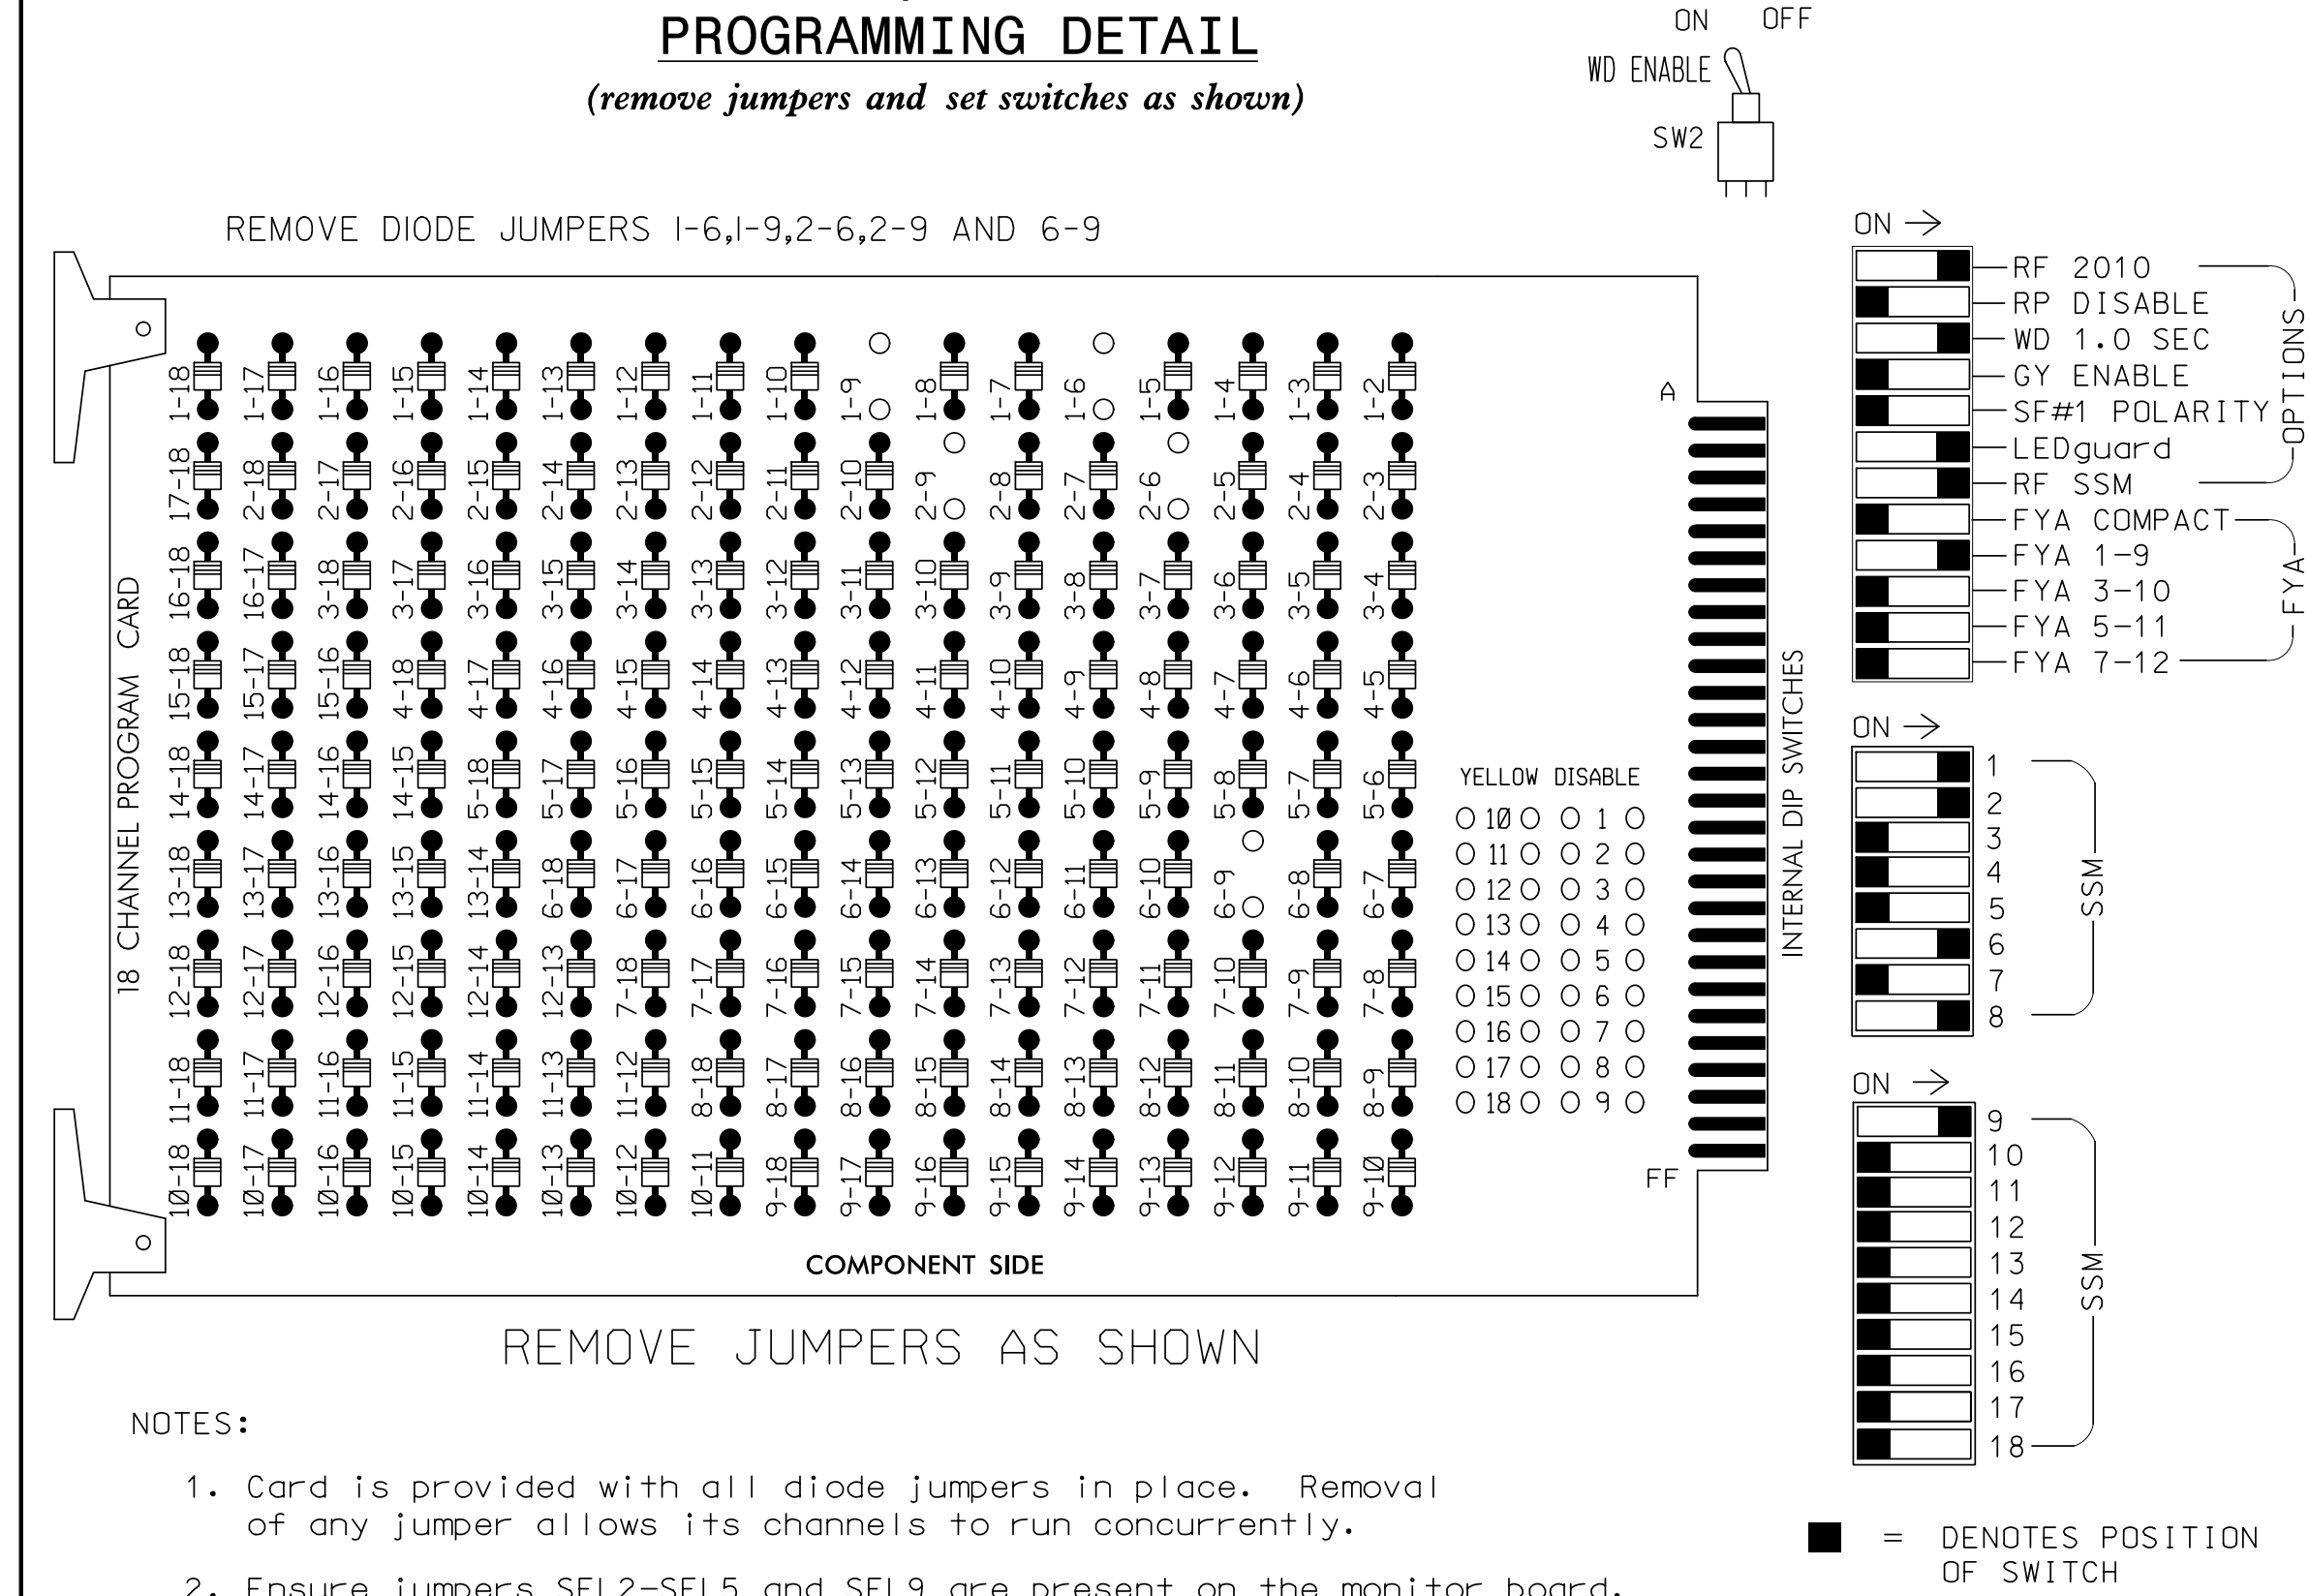 PROGRAMMING DETAIL
(remove jumpers and set switches as shown)
ON OFF
WD ENABLE
SW2
REMOVE DIODE JUMPERS 1-6,1-9,2-6,2-9 AND 6-9
18 CHANNEL PROGRAM CARD
1-18 1-17 1-16 1-15 1-14 1-13 1-12 1-11 1-10 1-9 1-8 1-7 1-6 1-5 1-4 1-3 1-2
17-18 2-18 2-17 2-16 2-15 2-14 2-13 2-12 2-11 2-10 2-9 2-8 2-7 2-6 2-5 2-4 2-3
16-18 16-17 3-18 3-17 3-16 3-15 3-14 3-13 3-12 3-11 3-10 3-9 3-8 3-7 3-6 3-5 3-4
15-18 15-17 15-16 4-18 4-17 4-16 4-15 4-14 4-13 4-12 4-11 4-10 4-9 4-8 4-7 4-6 4-5
14-18 14-17 14-16 14-15 5-18 5-17 5-16 5-15 5-14 5-13 5-12 5-11 5-10 5-9 5-8 5-7 5-6
13-18 13-17 13-16 13-15 13-14 6-18 6-17 6-16 6-15 6-14 6-13 6-12 6-11 6-10 6-9 6-8 6-7
12-18 12-17 12-16 12-15 12-14 12-13 7-18 7-17 7-16 7-15 7-14 7-13 7-12 7-11 7-10 7-9 7-8
11-18 11-17 11-16 11-15 11-14 11-13 11-12 8-18 8-17 8-16 8-15 8-14 8-13 8-12 8-11 8-10 8-9
10-18 10-17 10-16 10-15 10-14 10-13 10-12 10-11 9-18 9-17 9-16 9-15 9-14 9-13 9-12 9-11 9-10
A
YELLOW DISABLE
10 1
11 2
12 3
13 4
14 5
15 6
16 7
17 8
18 9
FF
COMPONENT SIDE
INTERNAL DIP SWITCHES
ON
RF 2010
RP DISABLE
WD 1.0 SEC
GY ENABLE
SF#1 POLARITY
LEDguard
RF SSM
OPTIONS
FYA COMPACT
FYA 1-9
FYA 3-10
FYA 5-11
FYA 7-12
FYA
ON
1
2
3
4
5
6
7
8
SSM
ON
9
10
11
12
13
14
15
16
17
18
SSM
REMOVE JUMPERS AS SHOWN
NOTES:
1. Card is provided with all diode jumpers in place. Removal
of any jumper allows its channels to run concurrently.
2. Ensure jumpers SEL2-SEL5 and SEL9 are present on the monitor board.
= DENOTES POSITION
OF SWITCH